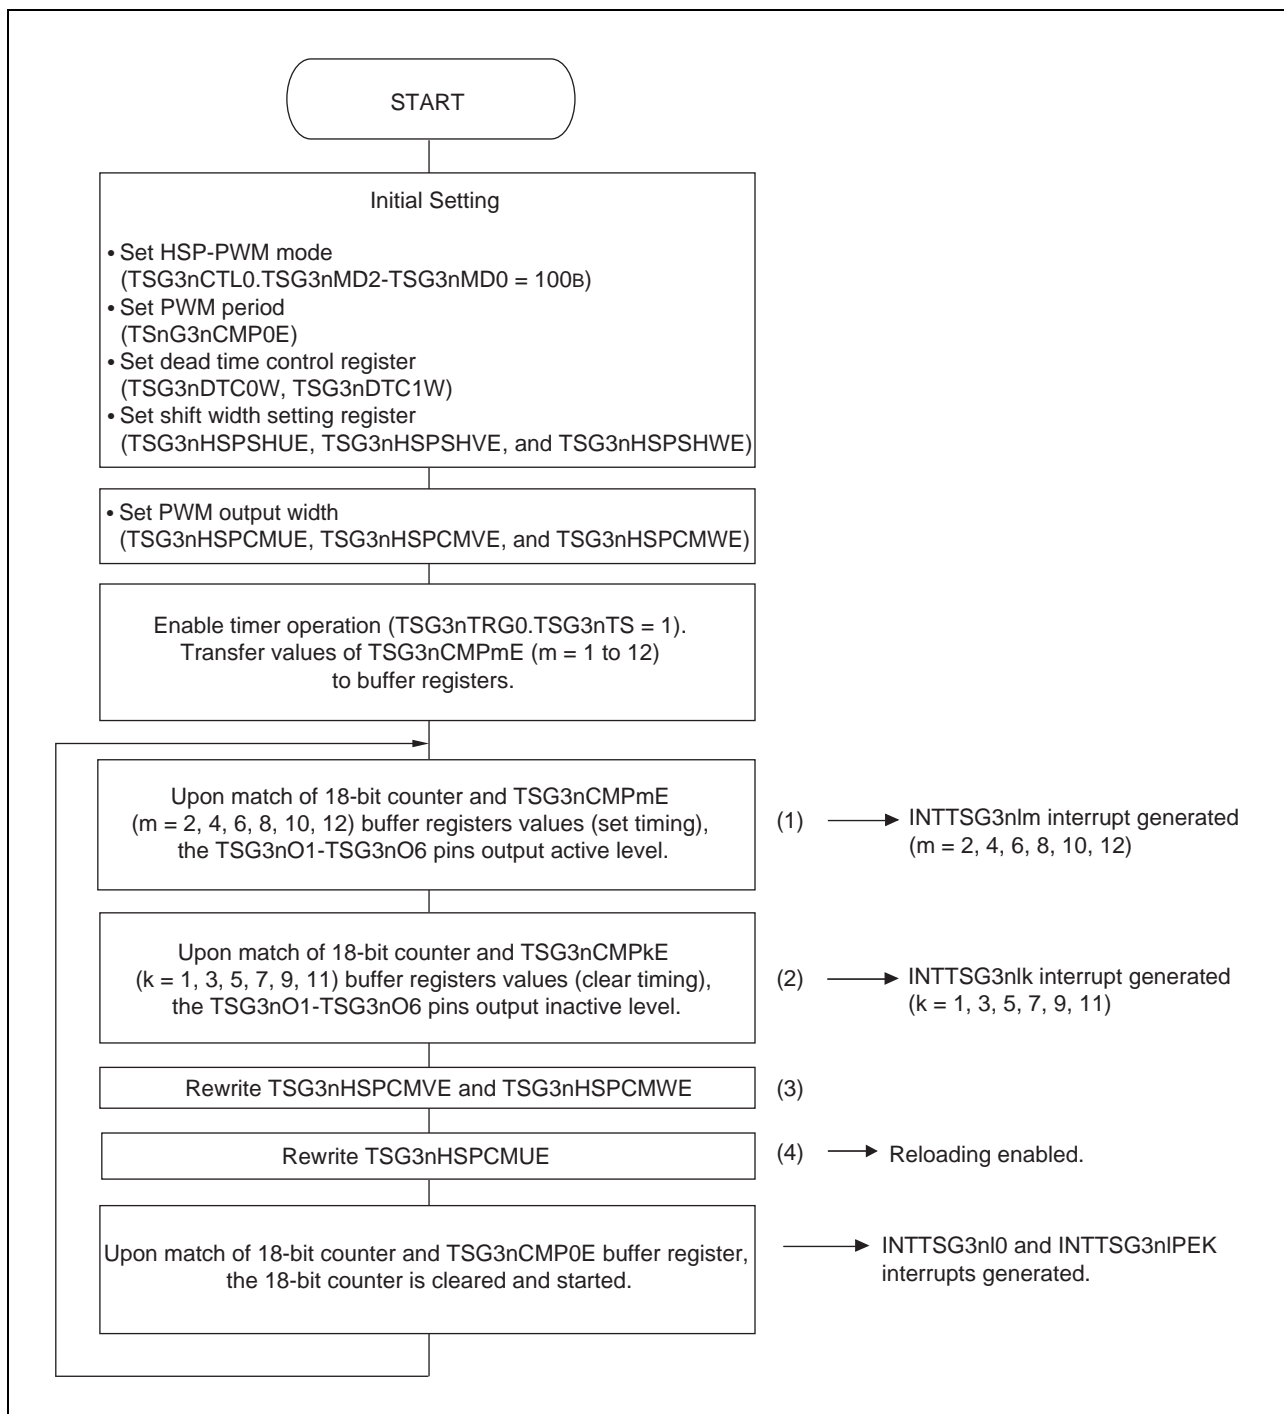 START
Initial Setting
• Set HSP-PWM mode
(TSG3nCTL0.TSG3nMD2-TSG3nMD0 = 100B)
• Set PWM period
(TSnG3nCMP0E)
• Set dead time control register
(TSG3nDTC0W, TSG3nDTC1W)
• Set shift width setting register
(TSG3nHSPSHUE, TSG3nHSPSHVE, and TSG3nHSPSHWE)
• Set PWM output width
(TSG3nHSPCMUE, TSG3nHSPCMVE, and TSG3nHSPCMWE)
Enable timer operation (TSG3nTRG0.TSG3nTS = 1).
Transfer values of TSG3nCMPmE (m = 1 to 12)
to buffer registers.
Upon match of 18-bit counter and TSG3nCMPmE
(m = 2, 4, 6, 8, 10, 12) buffer registers values (set timing),
the TSG3nO1-TSG3nO6 pins output active level.
(1)
INTTSG3nIm interrupt generated
(m = 2, 4, 6, 8, 10, 12)
Upon match of 18-bit counter and TSG3nCMPkE
(k = 1, 3, 5, 7, 9, 11) buffer registers values (clear timing),
the TSG3nO1-TSG3nO6 pins output inactive level.
(2)
INTTSG3nIk interrupt generated
(k = 1, 3, 5, 7, 9, 11)
Rewrite TSG3nHSPCMVE and TSG3nHSPCMWE
(3)
Rewrite TSG3nHSPCMUE
(4)
Reloading enabled.
Upon match of 18-bit counter and TSG3nCMP0E buffer register,
the 18-bit counter is cleared and started.
INTTSG3nI0 and INTTSG3nIPEK
interrupts generated.